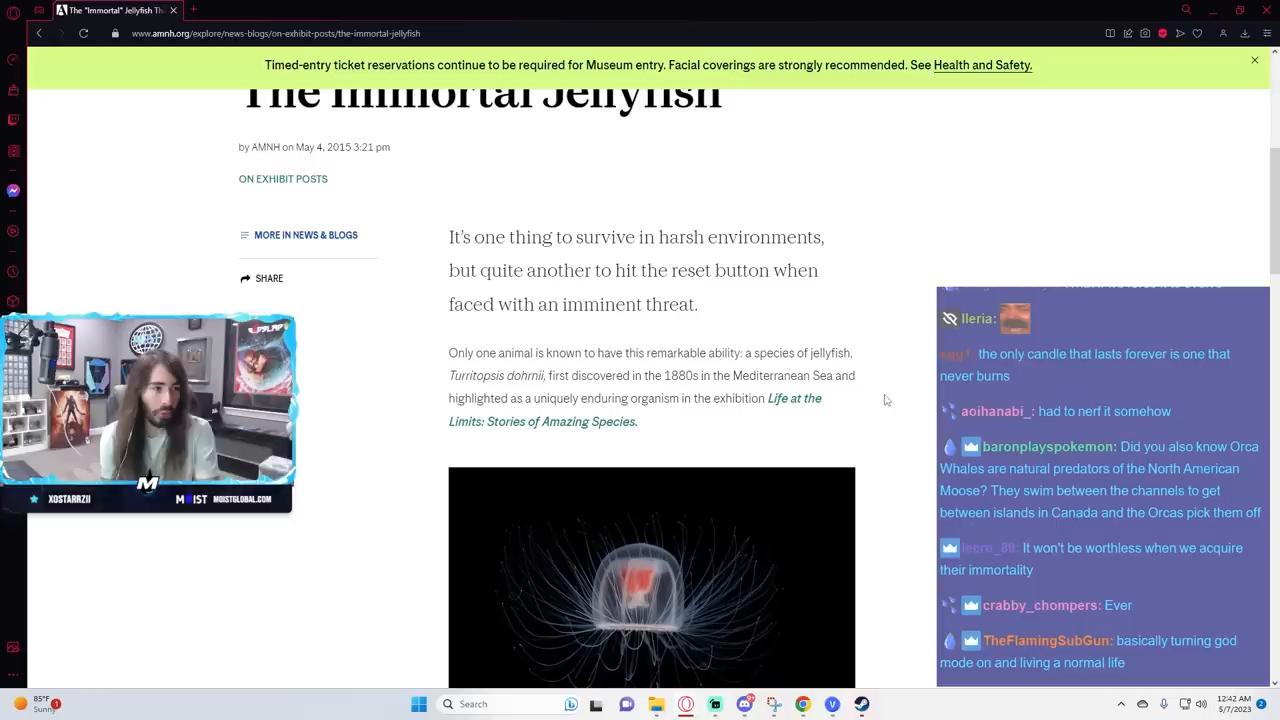 The "Immortal" Jellyfish Th
www.amnh.org/explore/news-blogs/on-exhibit-posts/the-immortal-jellyfish
Timed-entry ticket reservations continue to be required for Museum entry. Facial coverings are strongly recommended. See Health and Safety.
The Immortal Jellyfish
by AMNH on May 4, 2015 3:21 pm
ON EXHIBIT POSTS
MORE IN NEWS & BLOGS
SHARE
It's one thing to survive in harsh environments,
but quite another to hit the reset button when
faced with an imminent threat.
Only one animal is known to have this remarkable ability: a species of jellyfish,
Turritopsis dohrnii, first discovered in the 1880s in the Mediterranean Sea and
highlighted as a uniquely enduring organism in the exhibition Life at the
Limits: Stories of Amazing Species.
XOSTARRZII
M
MOIST
MOISTGLOBAL.COM
lleria:
the only candle that lasts forever is one that
never burns
aoihanabi_: had to nerf it somehow
baronplayspokemon: Did you also know Orca
Whales are natural predators of the North American
Moose? They swim between the channels to get
between islands in Canada and the Orcas pick them off
It won't be worthless when we acquire
their immortality
crabby_chompers: Ever
TheFlamingSubGun: basically turning god
mode on and living a normal life
85°F
Sunny
Search
12:42 AM
5/7/2023